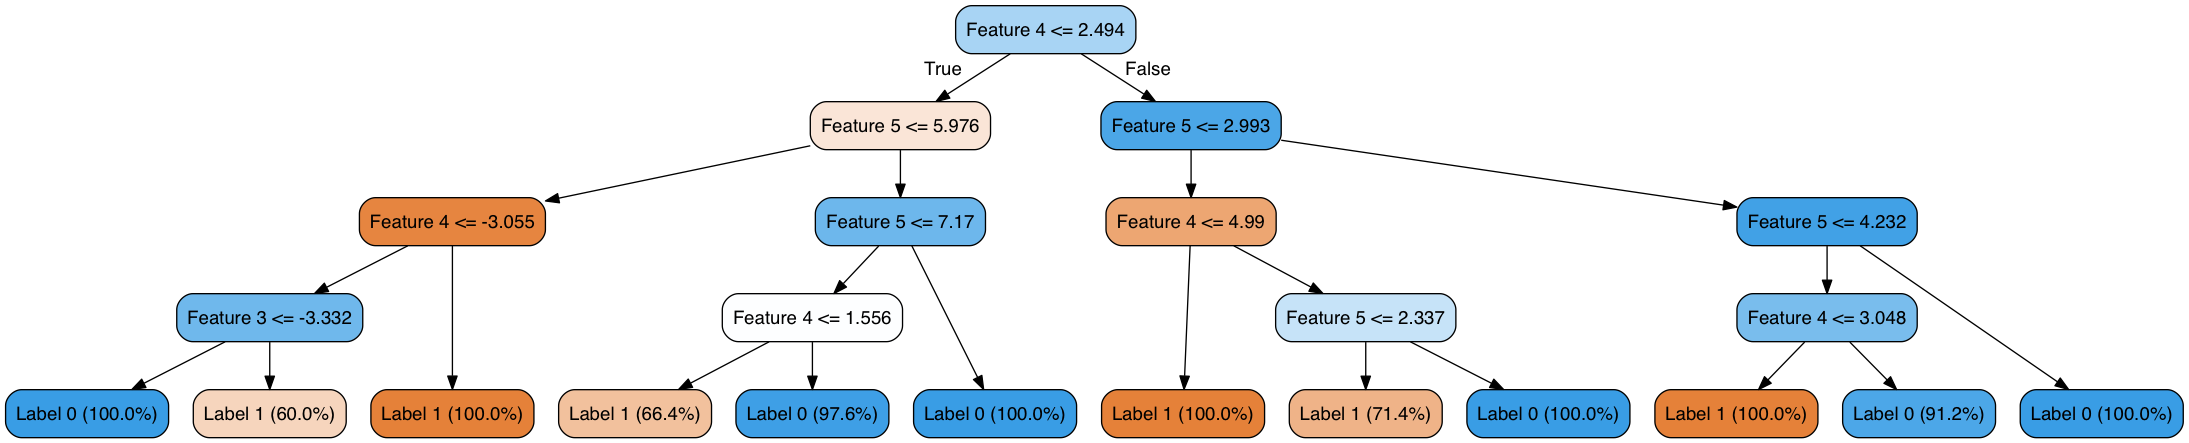 Feature 4 <= 2.494
True
False
Feature 5 <= 5.976
Feature 5 <= 2.993
Feature 4 <= -3.055
Feature 5 <= 7.17
Feature 4 <= 4.99
Feature 5 <= 4.232
Feature 3 <= -3.332
Feature 4 <= 1.556
Feature 5 <= 2.337
Feature 4 <= 3.048
Label 0 (100.0%)
Label 1 (60.0%)
Label 1 (100.0%)
Label 1 (66.4%)
Label 0 (97.6%)
Label 0 (100.0%)
Label 1 (100.0%)
Label 1 (71.4%)
Label 0 (100.0%)
Label 1 (100.0%)
Label 0 (91.2%)
Label 0 (100.0%)